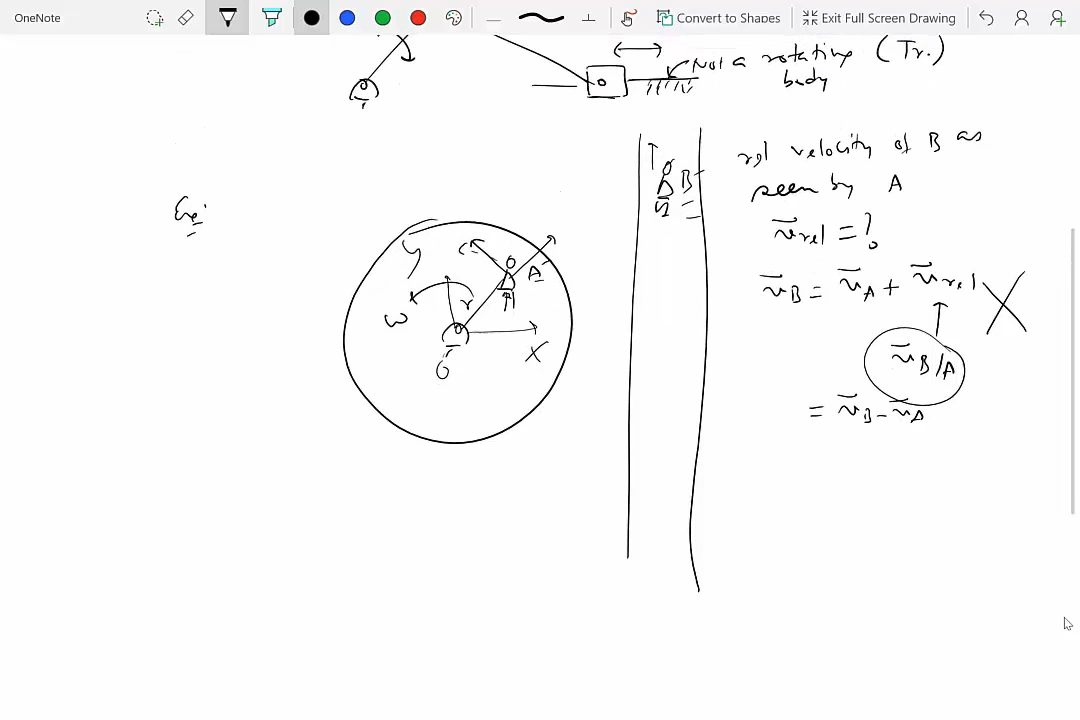 OneNote
Convert to Shapes
Exit Full Screen Drawing
Not a rotating (Tr.)
body
Ex:
y
ω
r
A
O
X
B
rel velocity of B as
seen by A
v̄rel = ?
v̄B = v̄A + v̄rel
v̄B/A
= v̄B - v̄A